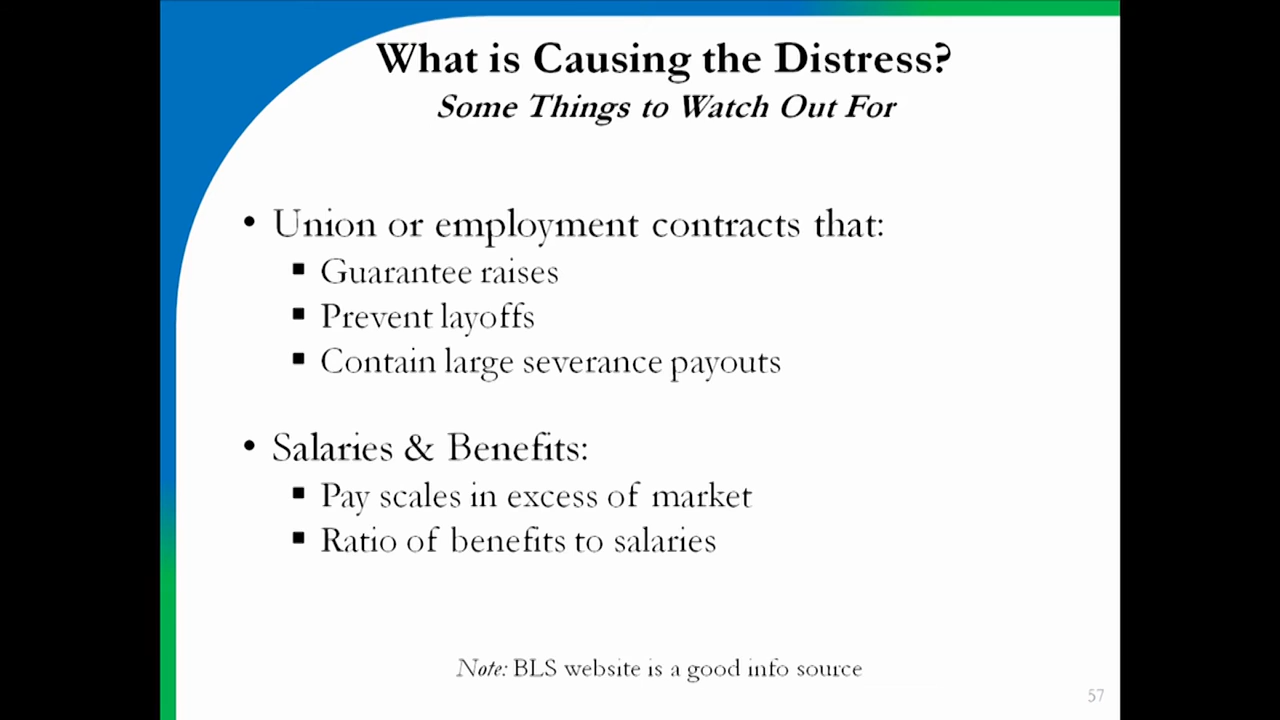 What is Causing the Distress?
Some Things to Watch Out For
• Union or employment contracts that:
▪ Guarantee raises
▪ Prevent layoffs
▪ Contain large severance payouts
• Salaries & Benefits:
▪ Pay scales in excess of market
▪ Ratio of benefits to salaries
Note: BLS website is a good info source
57